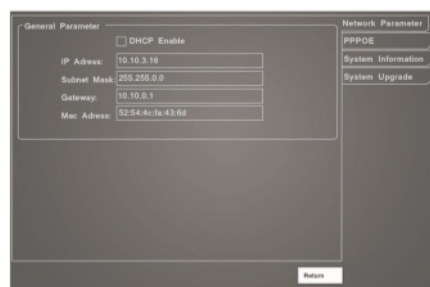 General Parameter
DHCP Enable
IP Adress: 10.10.3.16
Subnet Mask: 255.255.0.0
Gateway: 10.10.0.1
Mac Adress: 52:54:4c:fa:43:6d
Network Parameter
PPPOE
System Information
System Upgrade
Return